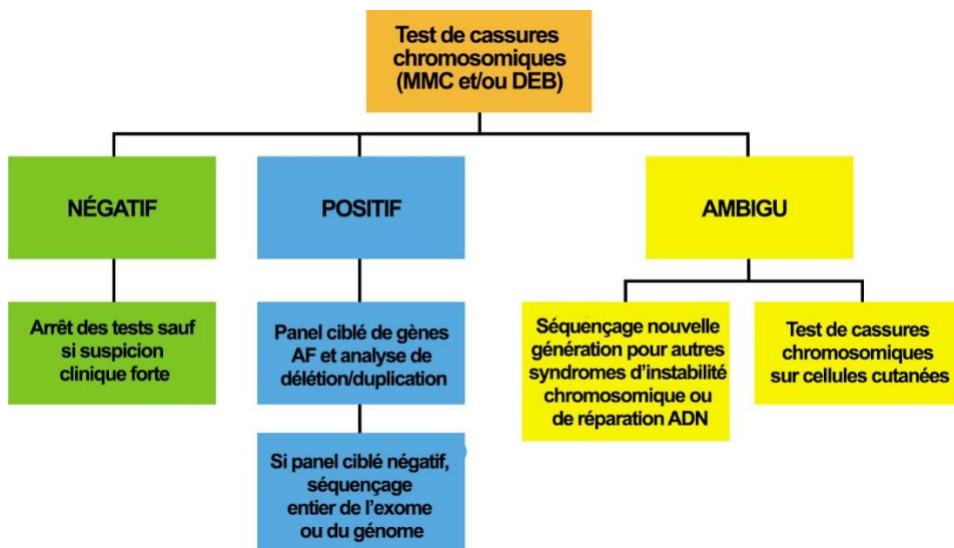 Test de cassures
chromosomiques
(MMC et/ou DEB)
NÉGATIF
POSITIF
AMBIGU
Arrêt des tests sauf
si suspicion
clinique forte
Panel ciblé de gènes
AF et analyse de
délétion/duplication
Séquençage nouvelle
génération pour autres
syndromes d’instabilité
chromosomique ou
de réparation ADN
Test de cassures
chromosomiques
sur cellules cutanées
Si panel ciblé négatif,
séquençage
entier de l’exome
ou du génome